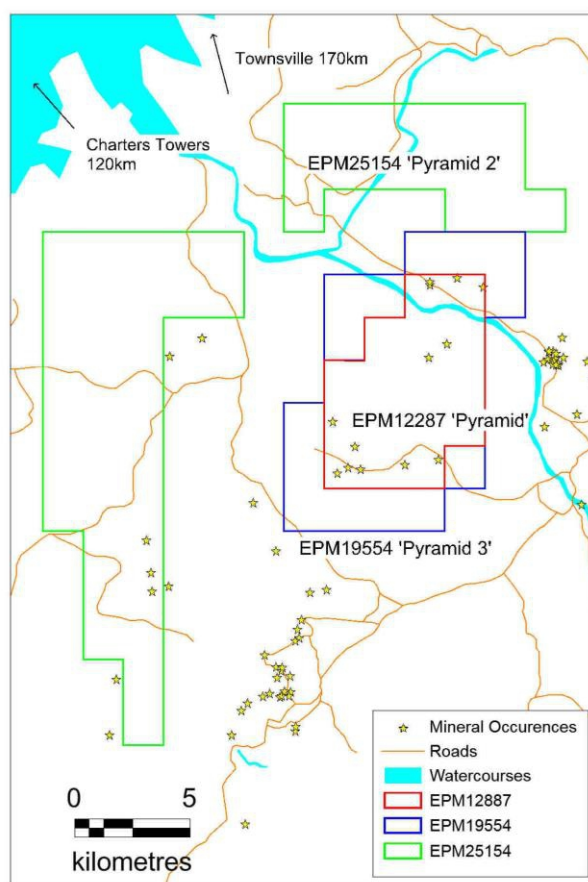 Townsville 170km
Charters Towers
120km
EPM25154 'Pyramid 2'
EPM12287 'Pyramid'
EPM19554 'Pyramid 3'
0 5
kilometres
Mineral Occurences
Roads
Watercourses
EPM12887
EPM19554
EPM25154